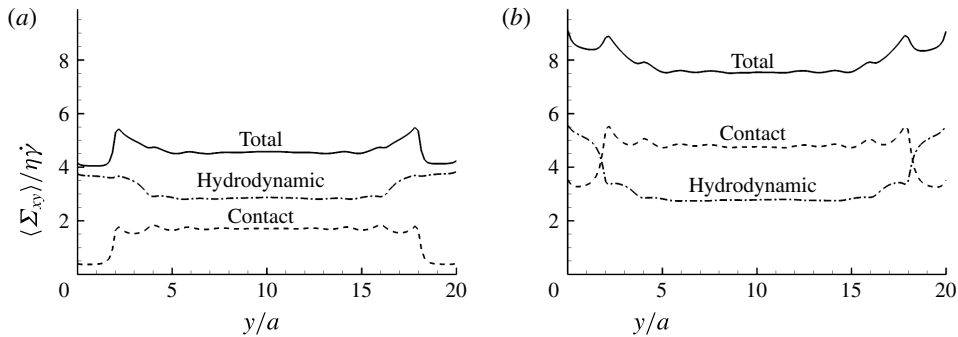 (a)
(b)
8
6
4
2
0
5
10
15
20
⟨Σxy⟩/ηγ̇
Total
Hydrodynamic
Contact
y/a
8
6
4
2
0
5
10
15
20
Total
Contact
Hydrodynamic
y/a